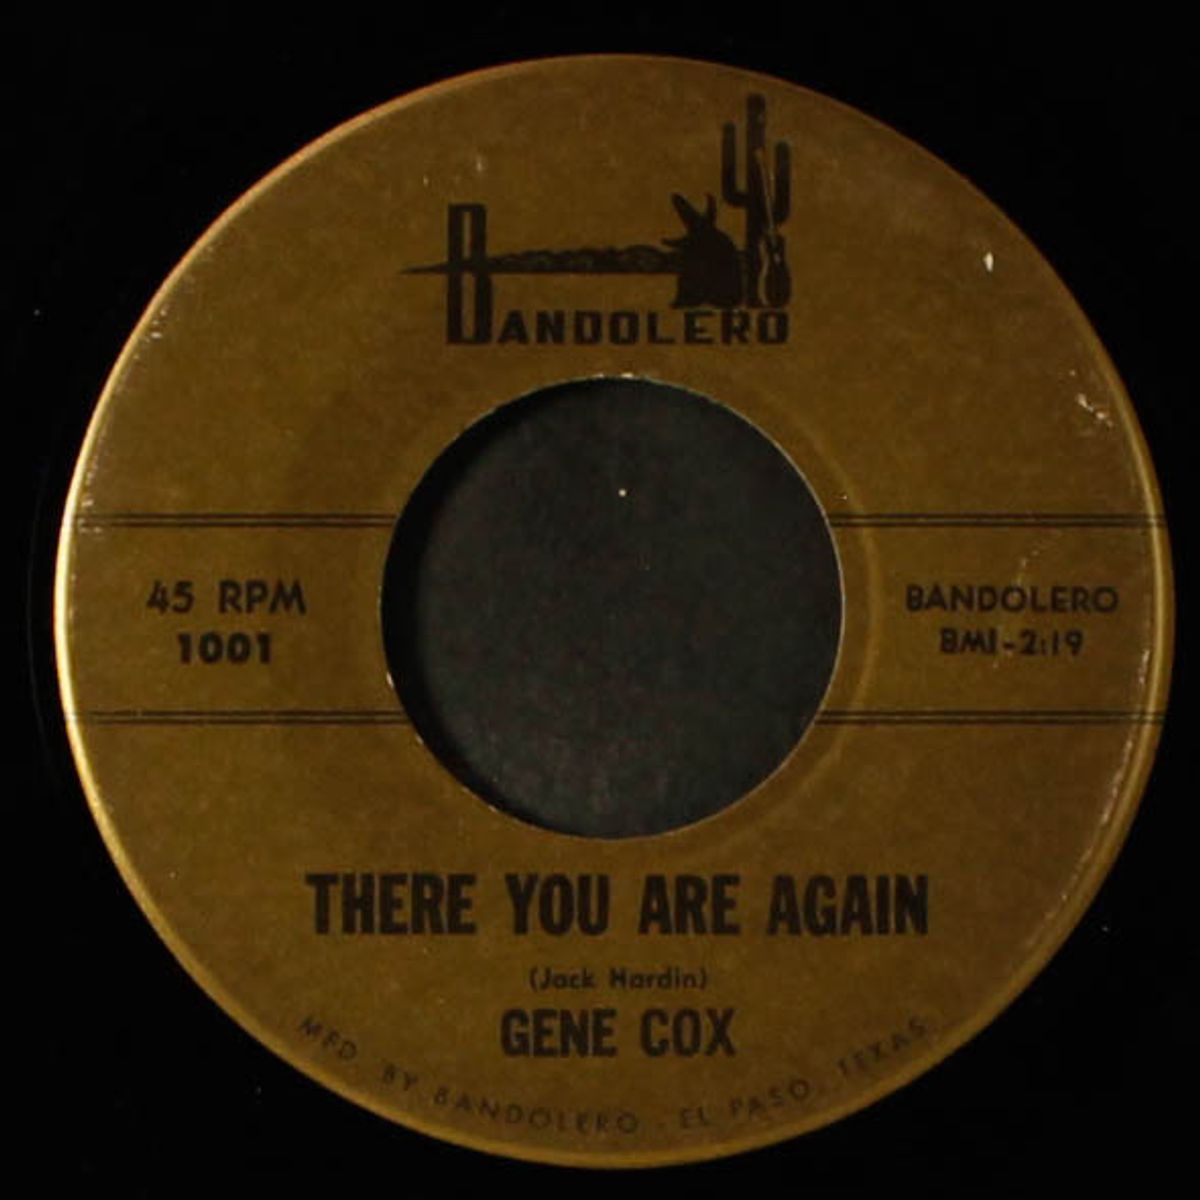 BANDOLERO
45 RPM
1001
BANDOLERO
BMI-2:19
THERE YOU ARE AGAIN
(Jack Hardin)
GENE COX
MFD. BY BANDOLERO - EL PASO, TEXAS